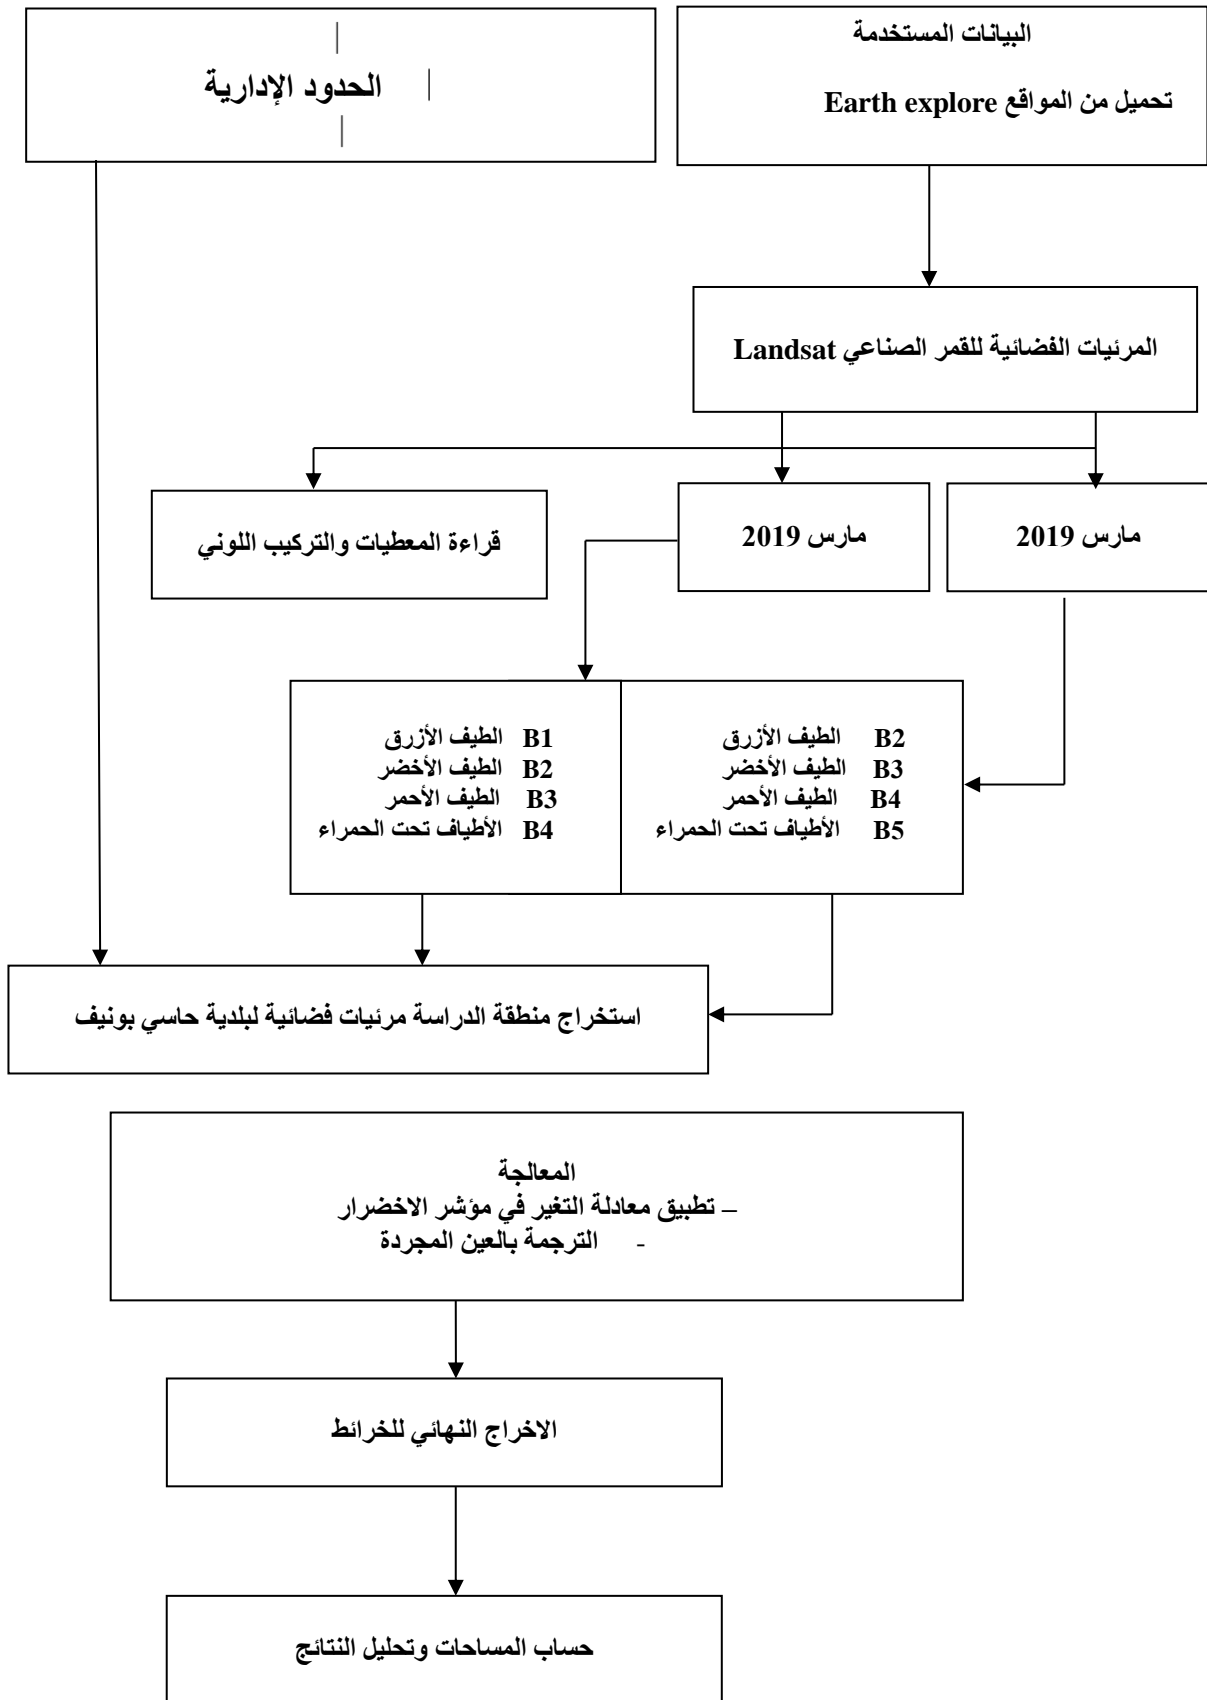 البيانات المستخدمة
تحميل من المواقع Earth explore
الحدود الإدارية
المرئيات الفضائية للقمر الصناعي Landsat
مارس 2019
مارس 2019
قراءة المعطيات والتركيب اللوني
B2 الطيف الأزرق
B3 الطيف الأخضر
B4 الطيف الأحمر
B5 الأطياف تحت الحمراء
B1 الطيف الأزرق
B2 الطيف الأخضر
B3 الطيف الأحمر
B4 الأطياف تحت الحمراء
استخراج منطقة الدراسة مرئيات فضائية لبلدية حاسي بونيف
المعالجة
– تطبيق معادلة التغير في مؤشر الاخضرار
- الترجمة بالعين المجردة
الاخراج النهائي للخرائط
حساب المساحات وتحليل النتائج